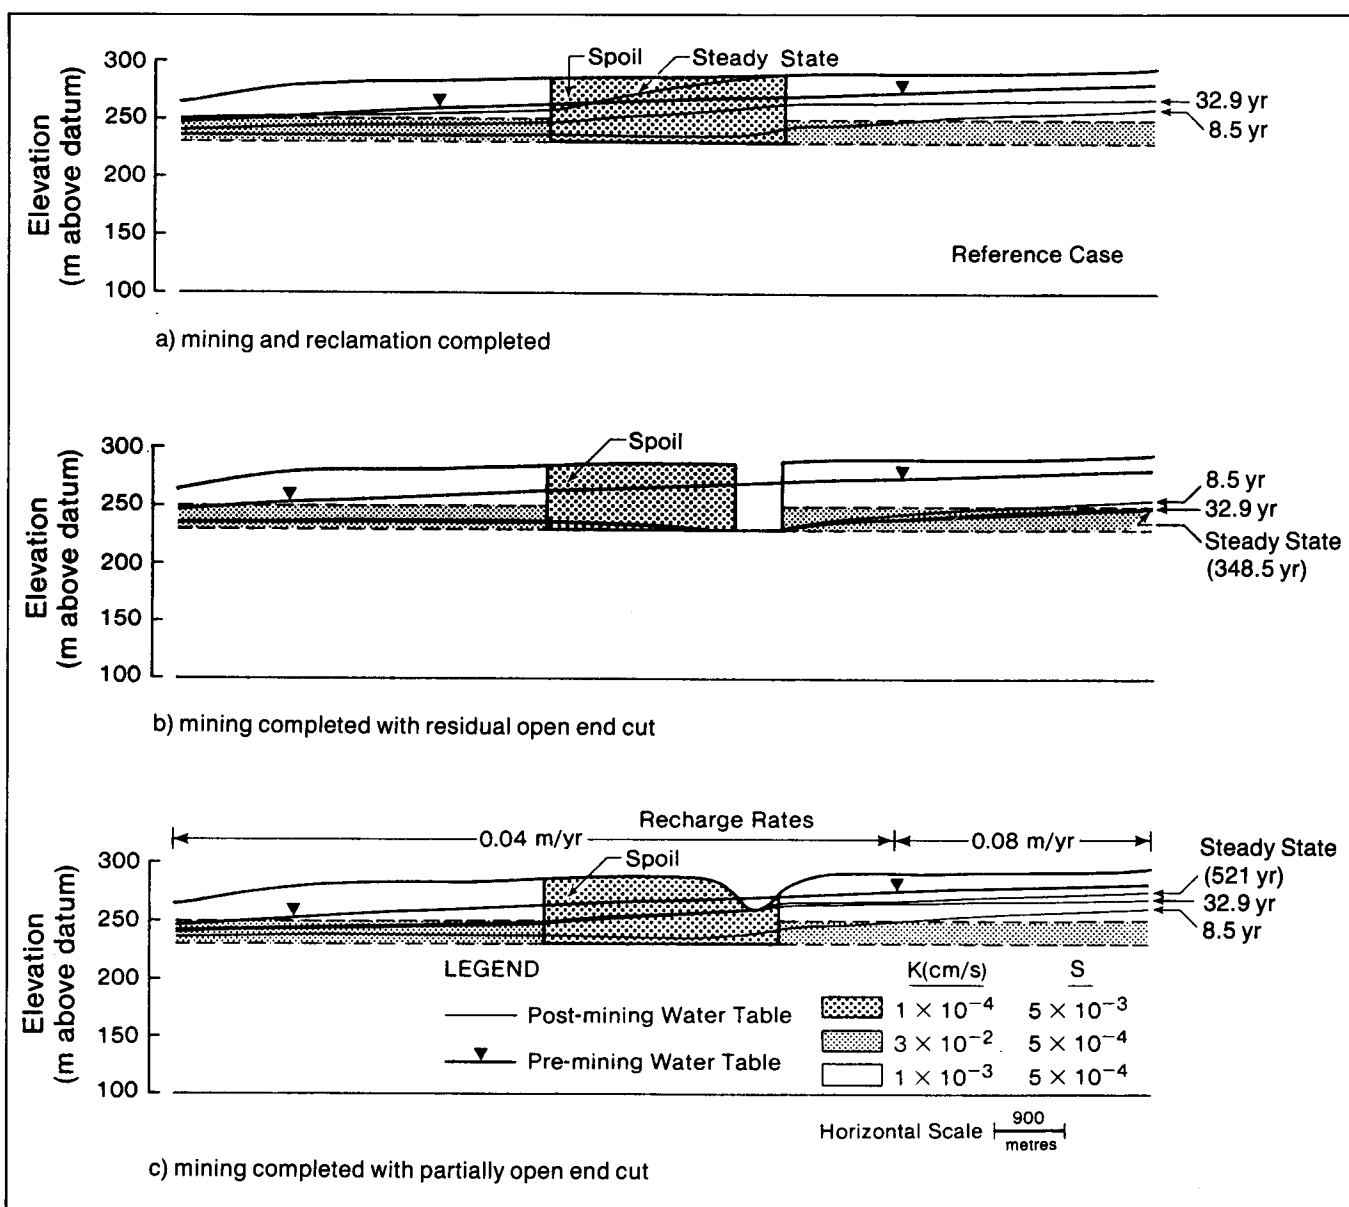 Elevation
(m above datum)
300
250
200
150
100
Spoil
Steady State
32.9 yr
8.5 yr
Reference Case
a) mining and reclamation completed
Elevation
(m above datum)
300
250
200
150
100
Spoil
8.5 yr
32.9 yr
Steady State
(348.5 yr)
b) mining completed with residual open end cut
Elevation
(m above datum)
300
250
200
150
100
Recharge Rates
0.04 m/yr
0.08 m/yr
Spoil
Steady State
(521 yr)
32.9 yr
8.5 yr
LEGEND
Post-mining Water Table
Pre-mining Water Table
K(cm/s) S
1 × 10⁻⁴ 5 × 10⁻³
3 × 10⁻² 5 × 10⁻⁴
1 × 10⁻³ 5 × 10⁻⁴
Horizontal Scale 900 metres
c) mining completed with partially open end cut